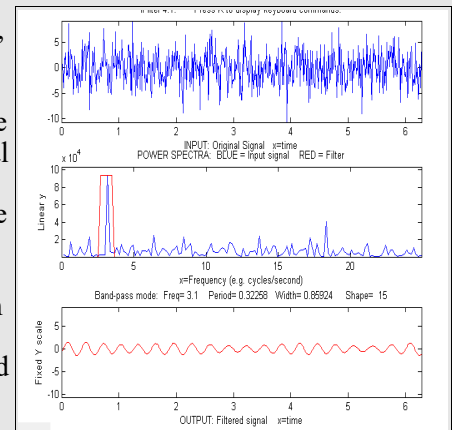 iFilter 4.1. Press K to display keyboard commands.
5
0
-5
-10
0 1 2 3 4 5 6
INPUT: Original Signal x=time
POWER SPECTRA: BLUE = Input signal RED = Filter
x 10 4
10
8
6
4
2
Linear y
0 5 10 15 20
x=Frequency (e.g. cycles/second)
Band-pass mode: Freq= 3.1 Period= 0.32258 Width= 0.85924 Shape= 15
5
0
-5
-10
Fixed Y scale
0 1 2 3 4 5 6
OUTPUT: Filtered signal x=time